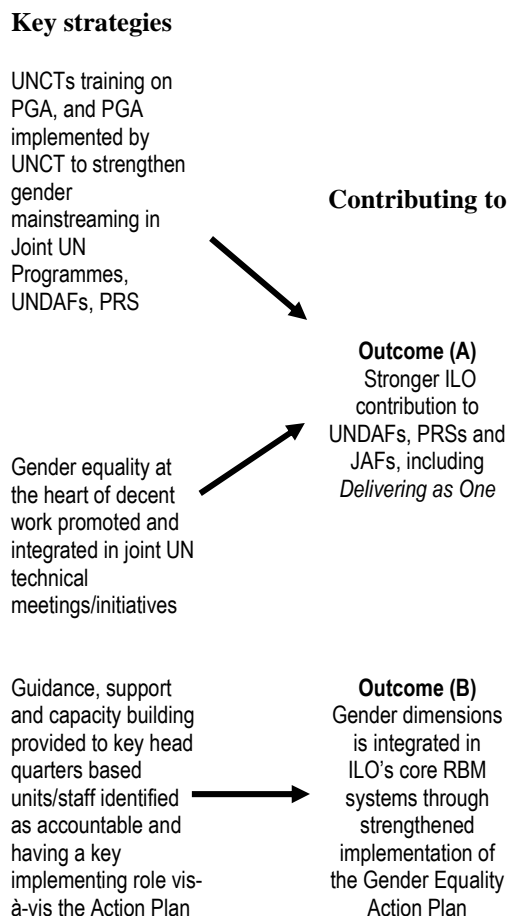 Key strategies
UNCTs training on
PGA, and PGA
implemented by
UNCT to strengthen
gender
mainstreaming in
Joint UN
Programmes,
UNDAFs, PRS
Contributing to
Outcome (A)
Stronger ILO
contribution to
UNDAFs, PRSs and
JAFs, including
Delivering as One
Gender equality at
the heart of decent
work promoted and
integrated in joint UN
technical
meetings/initiatives
Guidance, support
and capacity building
provided to key head
quarters based
units/staff identified
as accountable and
having a key
implementing role vis-
à-vis the Action Plan
Outcome (B)
Gender dimensions
is integrated in
ILO's core RBM
systems through
strengthened
implementation of
the Gender Equality
Action Plan